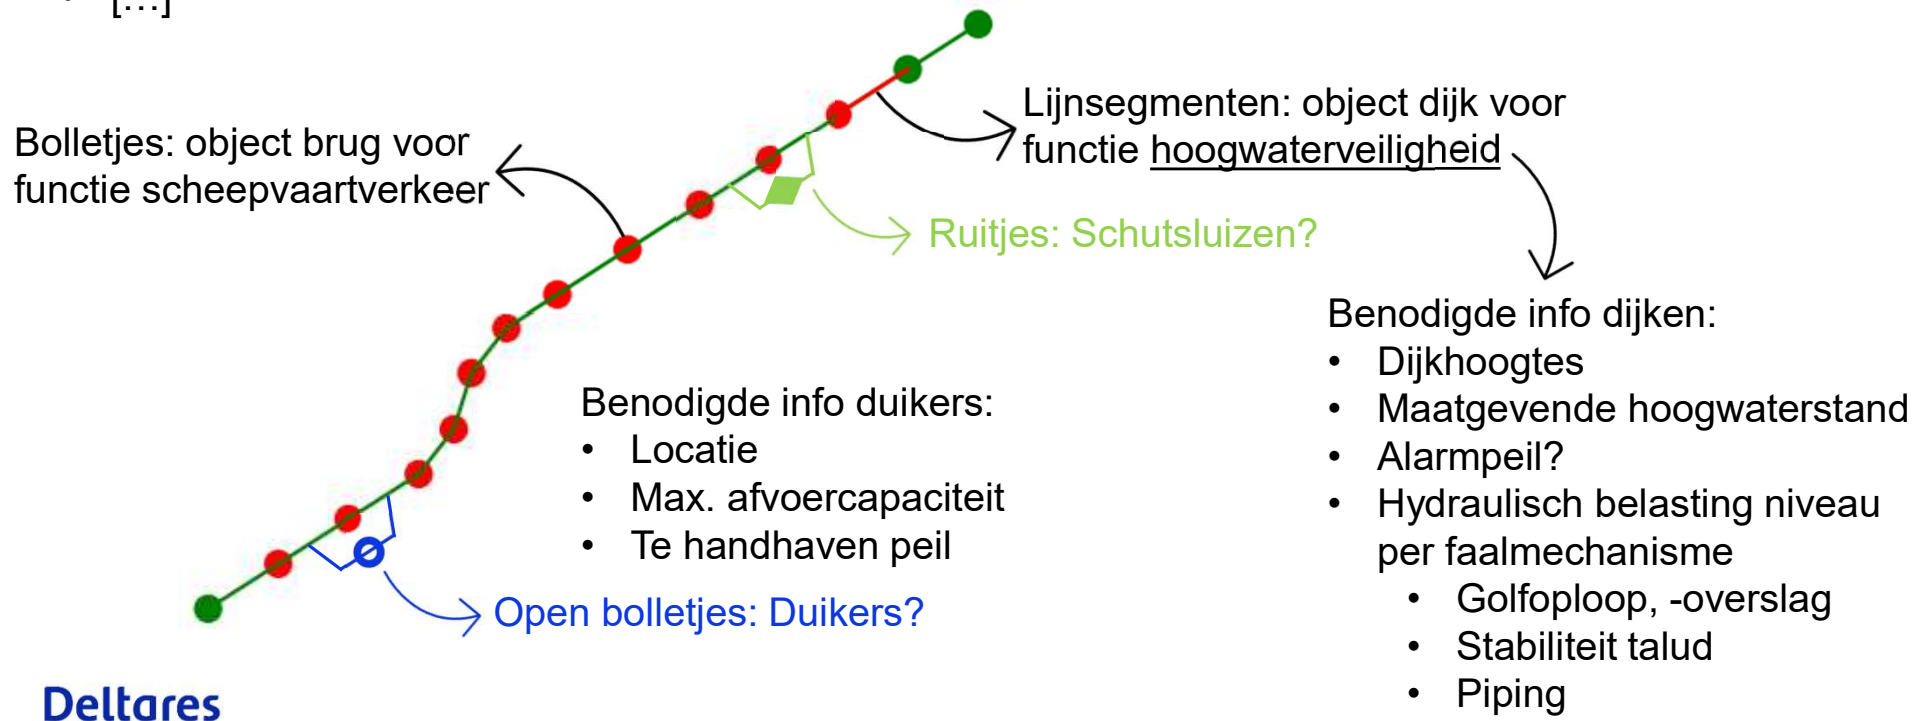 [...]
Bolletjes: object brug voor
functie scheepvaartverkeer
Lijnsegmenten: object dijk voor
functie hoogwaterveiligheid
Ruitjes: Schutsluizen?
Benodigde info duikers:
• Locatie
• Max. afvoercapaciteit
• Te handhaven peil
Open bolletjes: Duikers?
Benodigde info dijken:
• Dijkhoogtes
• Maatgevende hoogwaterstand
• Alarmpeil?
• Hydraulisch belasting niveau
per faalmechanisme
• Golfoploop, -overslag
• Stabiliteit talud
• Piping
Deltares